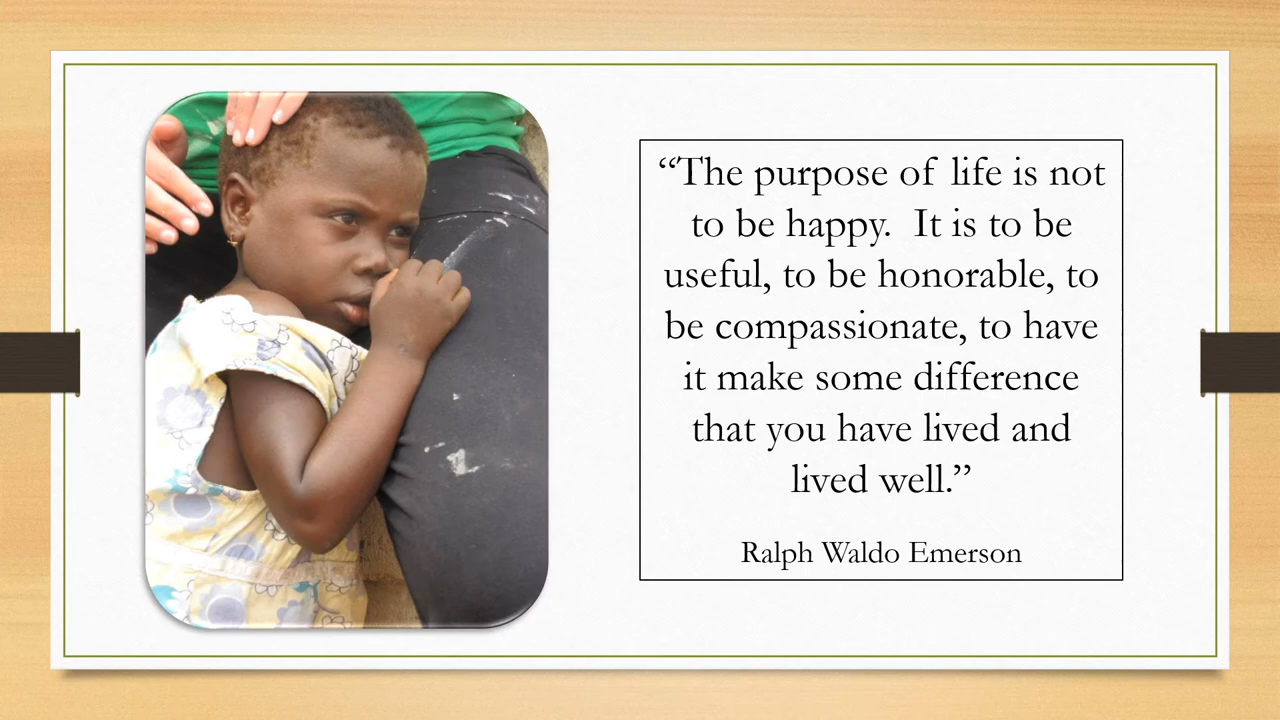 “The purpose of life is not
to be happy.  It is to be
useful, to be honorable, to
be compassionate, to have
it make some difference
that you have lived and
lived well.”
Ralph Waldo Emerson